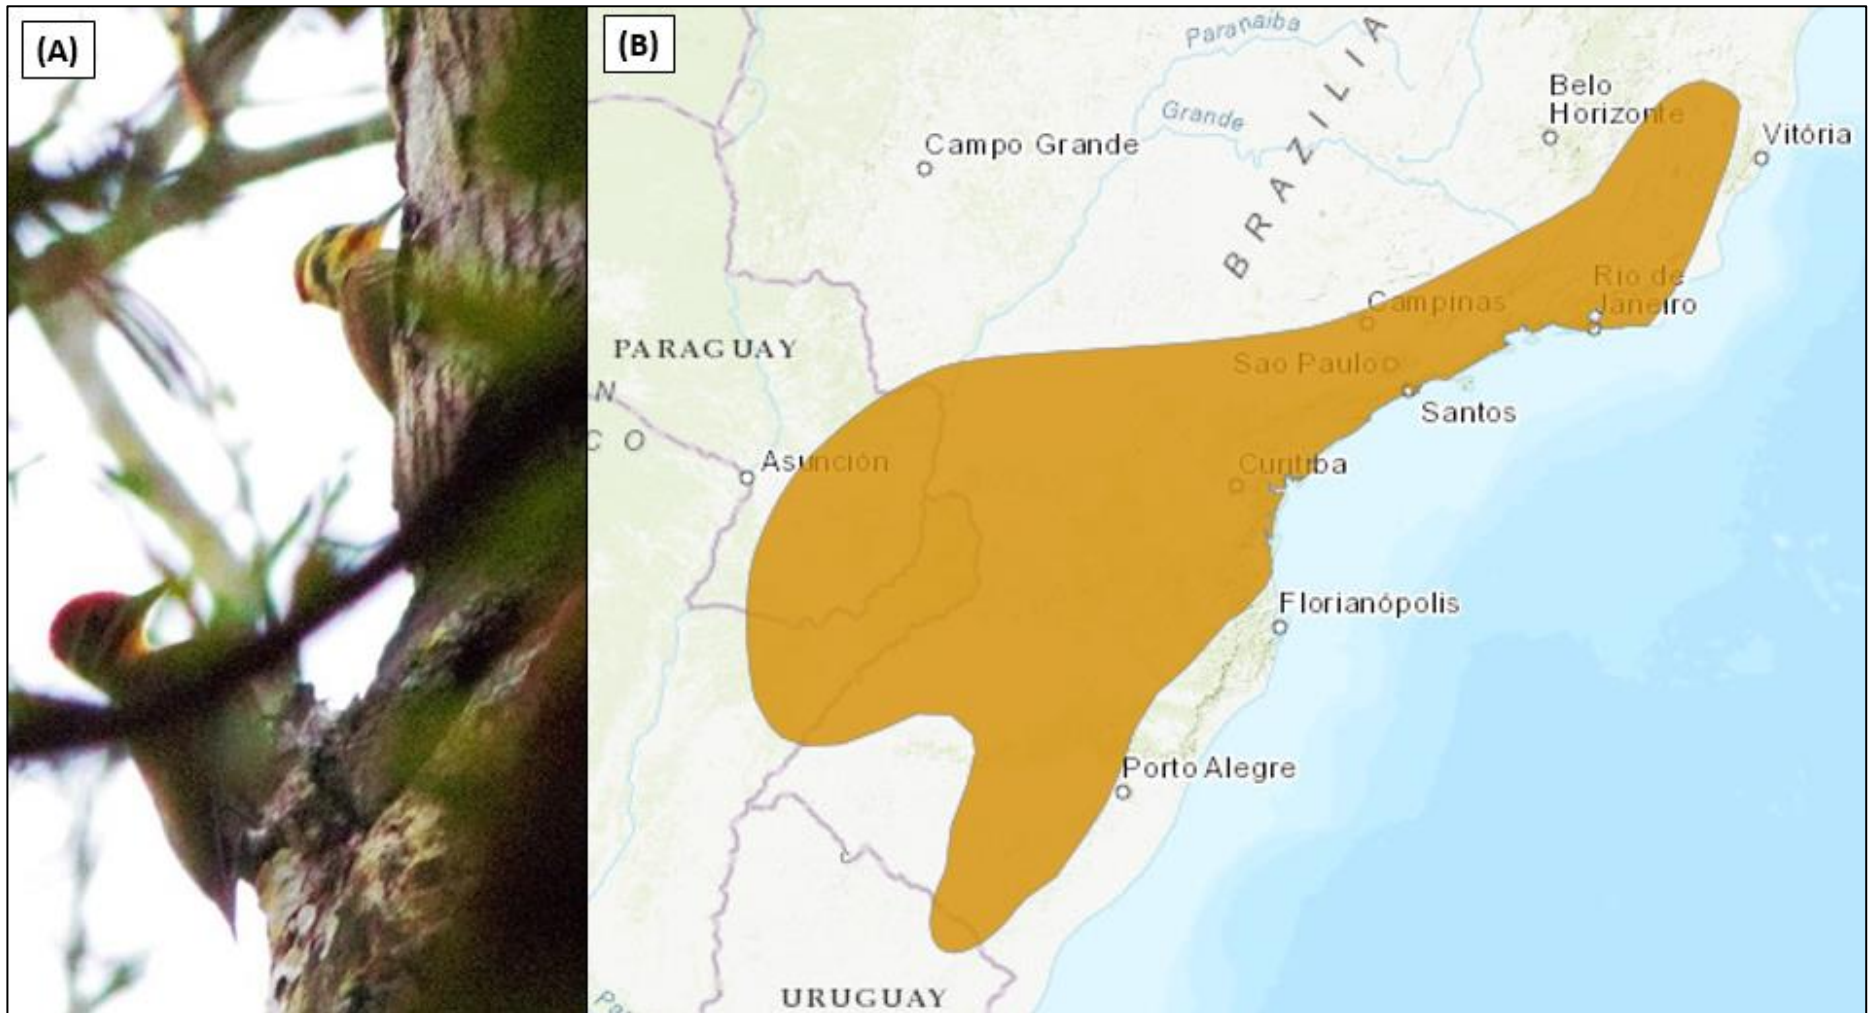 (A)
(B)
Paranaiba
Grande
BRAZILIA
Belo
Horizonte
Vitória
Campo Grande
Rio de
Janeiro
Campinas
PARAGUAY
Sao Paulo
Santos
N
C O
Asunción
Curitiba
Florianópolis
Porto Alegre
URUGUAY